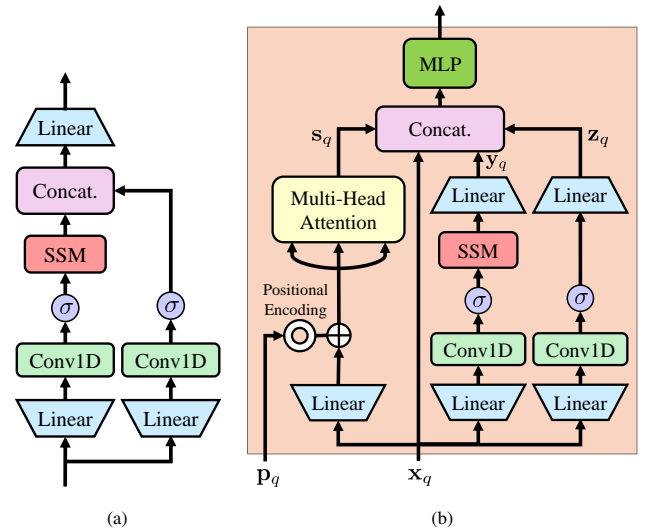 Linear
Concat.
SSM
σ
σ
Conv1D
Conv1D
Linear
Linear
(a)
MLP
s_q
Concat.
z_q
y_q
Multi-Head
Attention
Linear
Linear
SSM
Positional
Encoding
σ
σ
Conv1D
Conv1D
Linear
Linear
Linear
p_q
x_q
(b)